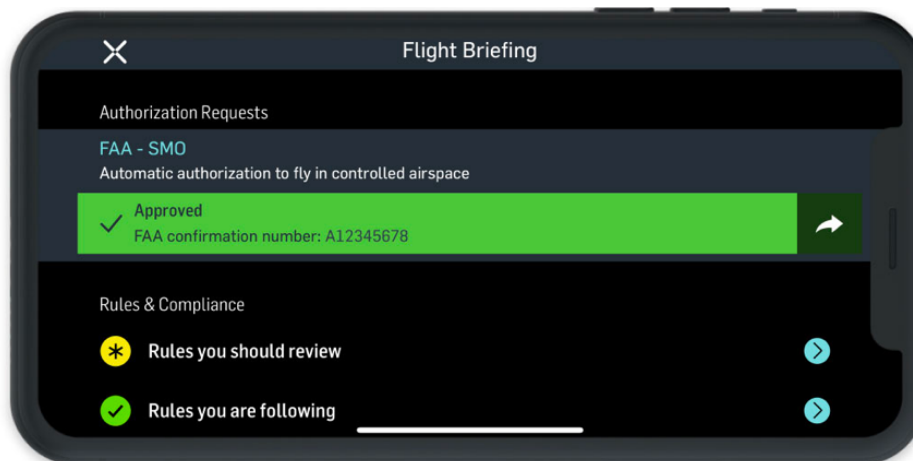 Flight Briefing
Authorization Requests
FAA - SMO
Automatic authorization to fly in controlled airspace
Approved
FAA confirmation number: A12345678
Rules & Compliance
Rules you should review
Rules you are following